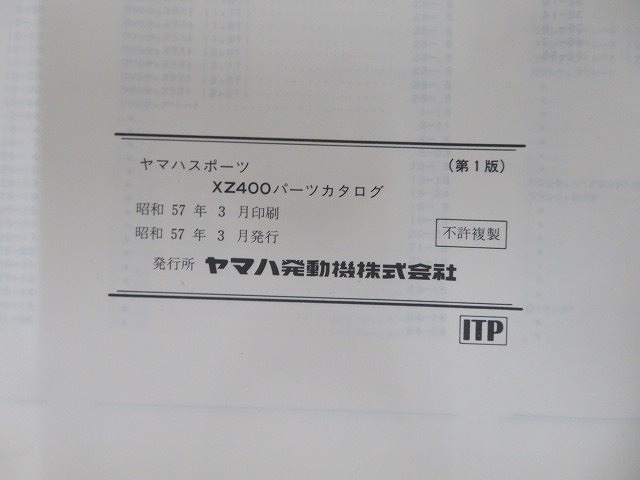 ヤマハスポーツ (第1版)
XZ400パーツカタログ
昭和 57 年 3 月印刷
昭和 57 年 3 月発行 不許複製
発行所 ヤマハ発動機株式会社
ITP